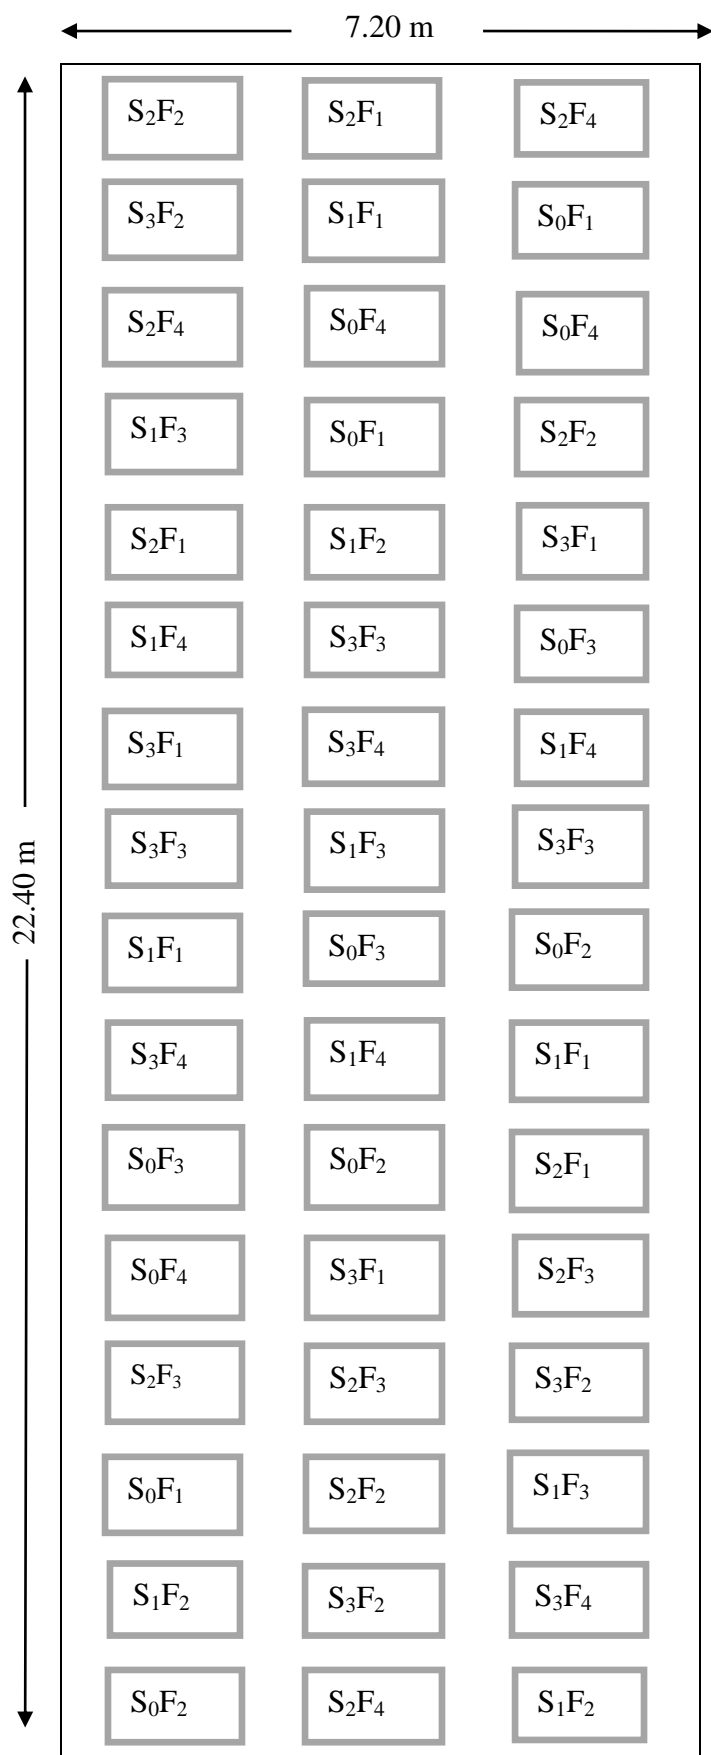 7.20 m
S₂F₂ S₂F₁ S₂F₄
S₃F₂ S₁F₁ S₀F₁
S₂F₄ S₀F₄ S₀F₄
S₁F₃ S₀F₁ S₂F₂
S₂F₁ S₁F₂ S₃F₁
S₁F₄ S₃F₃ S₀F₃
S₃F₁ S₃F₄ S₁F₄
S₃F₃ S₁F₃ S₃F₃
22.40 m
S₁F₁ S₀F₃ S₀F₂
S₃F₄ S₁F₄ S₁F₁
S₀F₃ S₀F₂ S₂F₁
S₀F₄ S₃F₁ S₂F₃
S₂F₃ S₂F₃ S₃F₂
S₀F₁ S₂F₂ S₁F₃
S₁F₂ S₃F₂ S₃F₄
S₀F₂ S₂F₄ S₁F₂